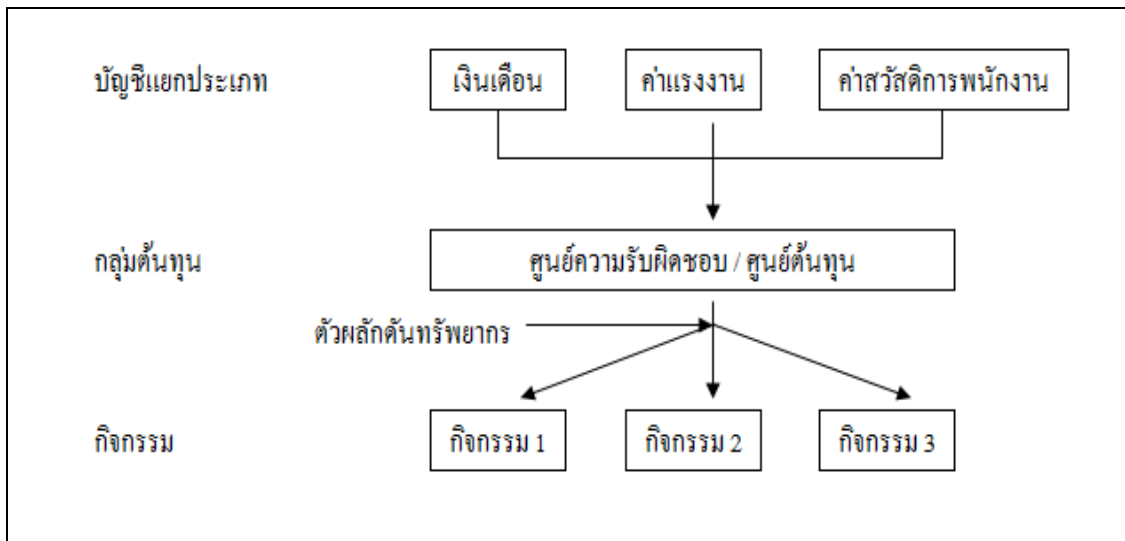 บัญชีแยกประเภท เงินเดือน ค่าแรงงาน ค่าสวัสดิการพนักงาน
กลุ่มต้นทุน ศูนย์ความรับผิดชอบ / ศูนย์ต้นทุน
ตัวผลักดันทรัพยากร
กิจกรรม กิจกรรม 1 กิจกรรม 2 กิจกรรม 3